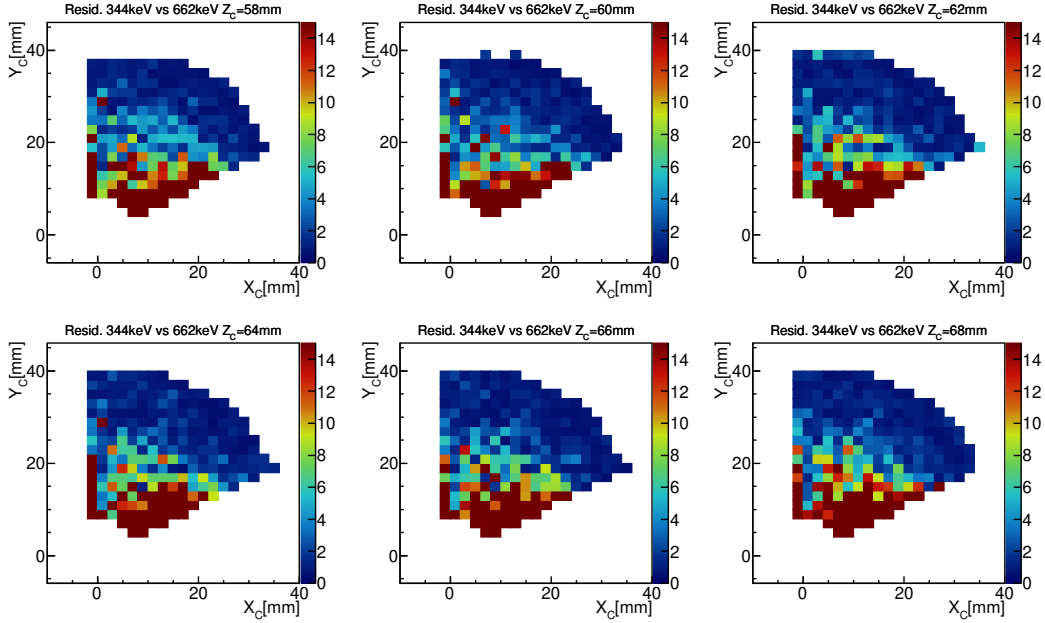 Resid. 344keV vs 662keV Z_C=58mm
Y_C[mm]
40
20
0
0 20 40
X_C[mm]
14
12
10
8
6
4
2
0
Resid. 344keV vs 662keV Z_C=60mm
Y_C[mm]
40
20
0
0 20 40
X_C[mm]
14
12
10
8
6
4
2
0
Resid. 344keV vs 662keV Z_C=62mm
Y_C[mm]
40
20
0
0 20 40
X_C[mm]
14
12
10
8
6
4
2
0
Resid. 344keV vs 662keV Z_C=64mm
Y_C[mm]
40
20
0
0 20 40
X_C[mm]
14
12
10
8
6
4
2
0
Resid. 344keV vs 662keV Z_C=66mm
Y_C[mm]
40
20
0
0 20 40
X_C[mm]
14
12
10
8
6
4
2
0
Resid. 344keV vs 662keV Z_C=68mm
Y_C[mm]
40
20
0
0 20 40
X_C[mm]
14
12
10
8
6
4
2
0